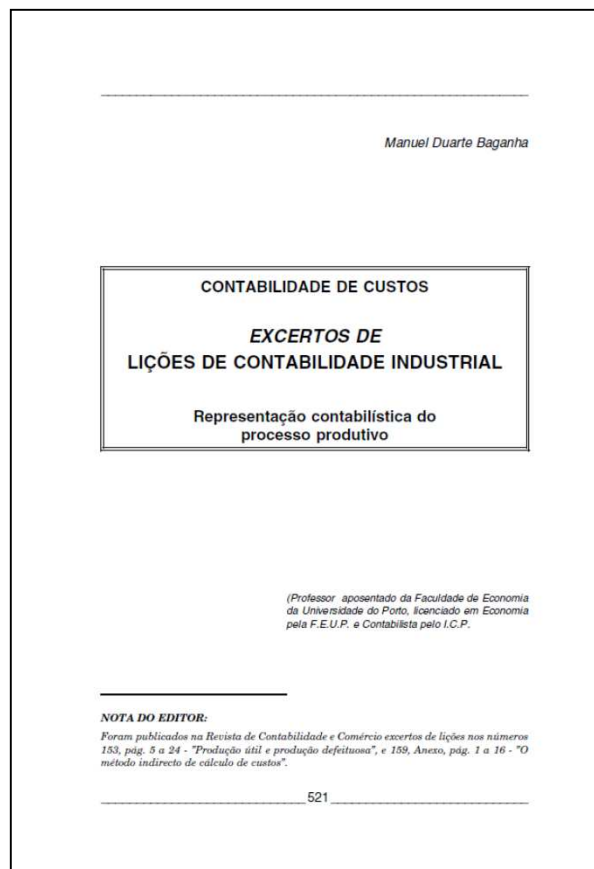 Manuel Duarte Baganha
CONTABILIDADE DE CUSTOS
EXCERTOS DE
LIÇÕES DE CONTABILIDADE INDUSTRIAL
Representação contabilística do
processo produtivo
(Professor aposentado da Faculdade de Economia
da Universidade do Porto, licenciado em Economia
pela F.E.U.P. e Contabilista pelo I.C.P.
NOTA DO EDITOR:
Foram publicados na Revista de Contabilidade e Comércio excertos de lições nos números
153, pág. 5 a 24 - "Produção útil e produção defeituosa", e 159, Anexo, pág. 1 a 16 - "O
método indirecto de cálculo de custos".
521